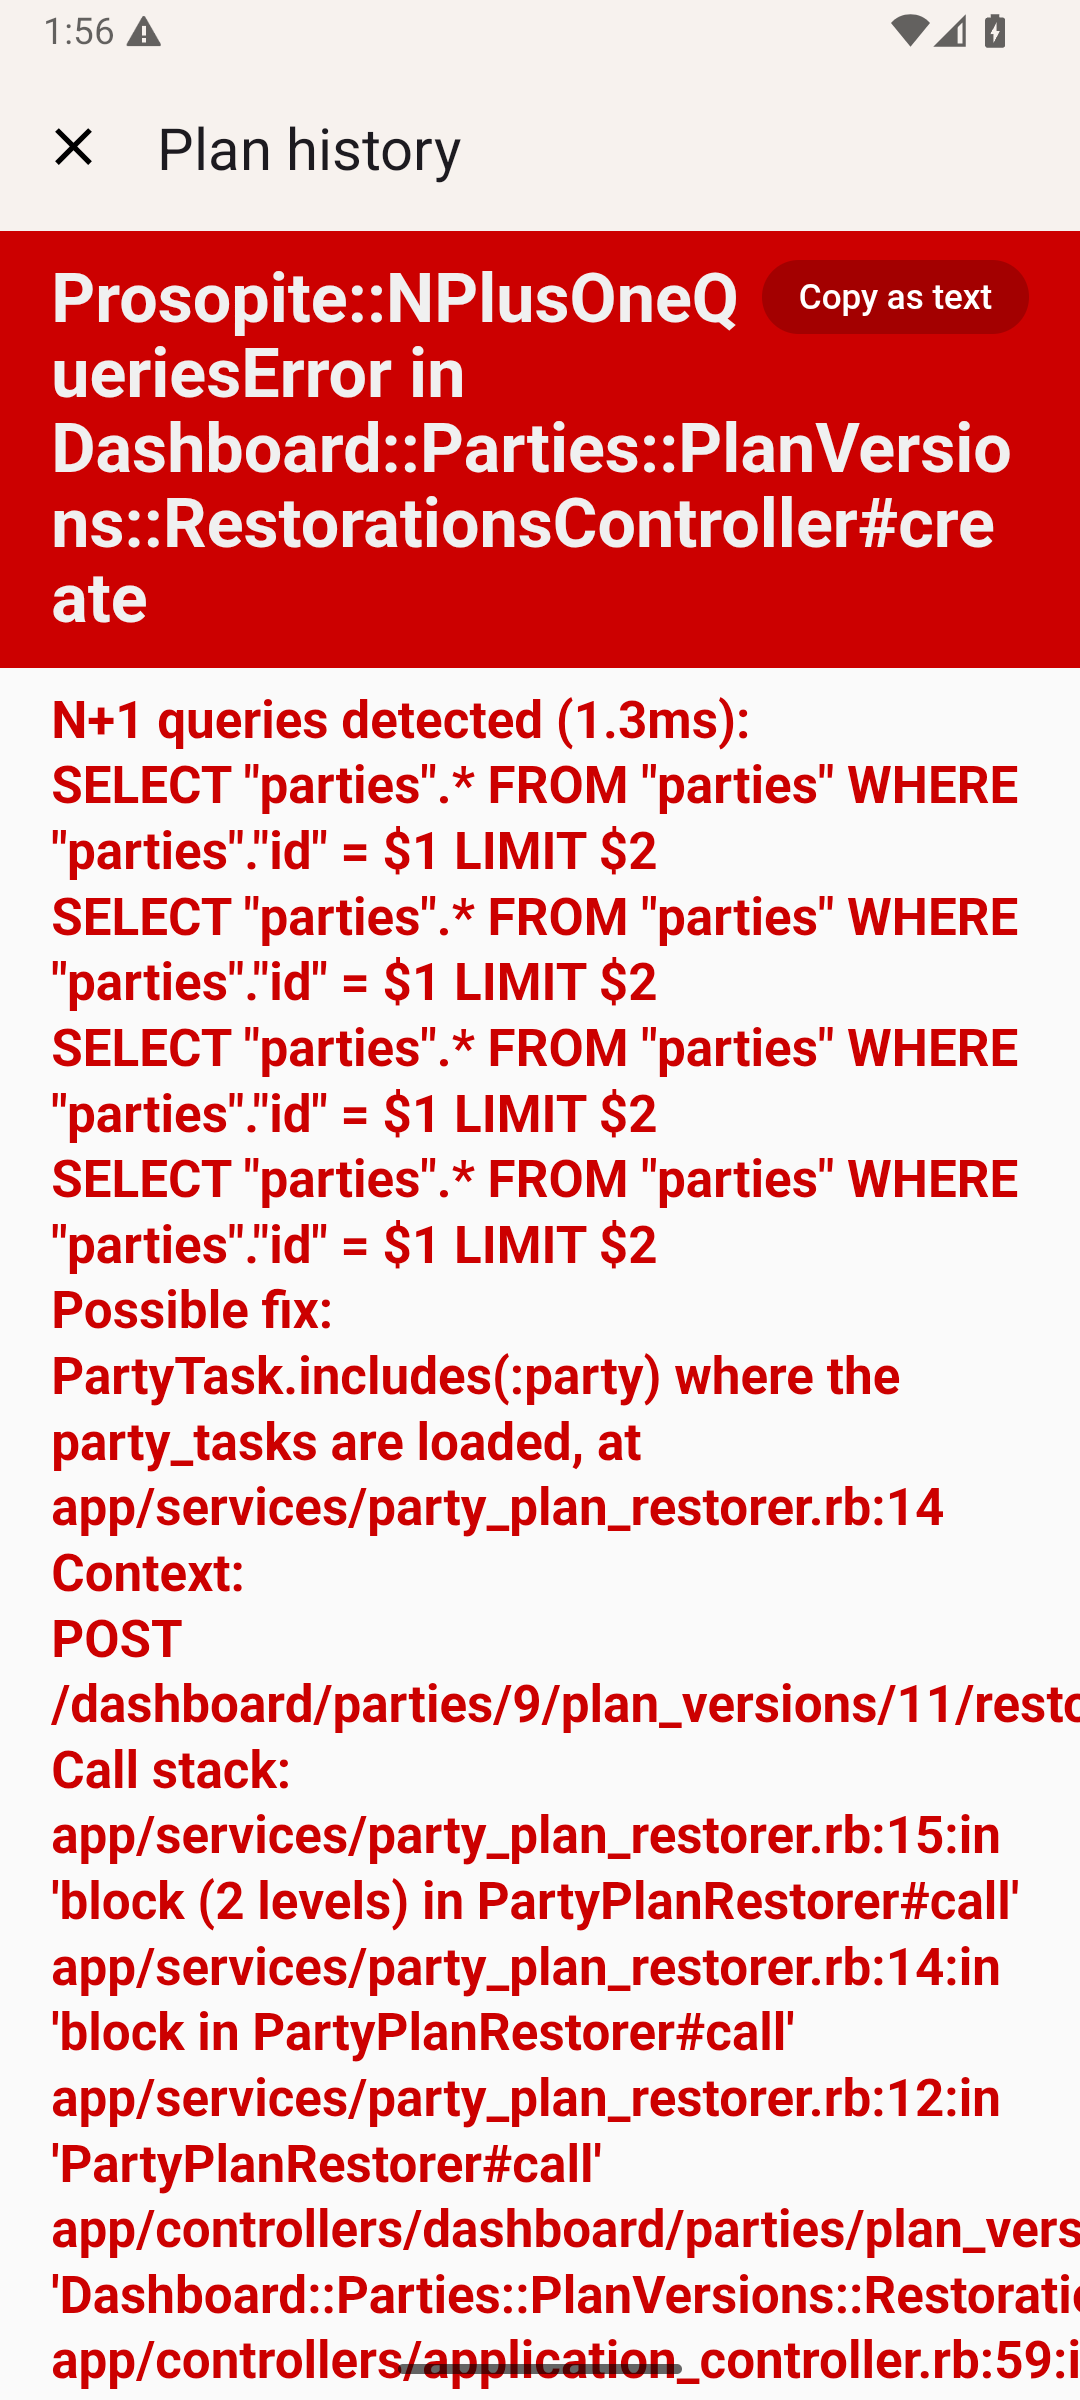 1:56
Plan history
Prosopite::NPlusOneQ
Copy as text
ueriesError in
Dashboard::Parties::PlanVersio
ns::RestorationsController#cre
ate
N+1 queries detected (1.3ms):
SELECT "parties".* FROM "parties" WHERE
"parties"."id" = $1 LIMIT $2
SELECT "parties".* FROM "parties" WHERE
"parties"."id" = $1 LIMIT $2
SELECT "parties".* FROM "parties" WHERE
"parties"."id" = $1 LIMIT $2
SELECT "parties".* FROM "parties" WHERE
"parties"."id" = $1 LIMIT $2
Possible fix:
PartyTask.includes(:party) where the
party_tasks are loaded, at
app/services/party_plan_restorer.rb:14
Context:
POST
/dashboard/parties/9/plan_versions/11/resto
Call stack:
app/services/party_plan_restorer.rb:15:in
'block (2 levels) in PartyPlanRestorer#call'
app/services/party_plan_restorer.rb:14:in
'block in PartyPlanRestorer#call'
app/services/party_plan_restorer.rb:12:in
'PartyPlanRestorer#call'
app/controllers/dashboard/parties/plan_vers
'Dashboard::Parties::PlanVersions::Restoratio
app/controllers/application_controller.rb:59:i